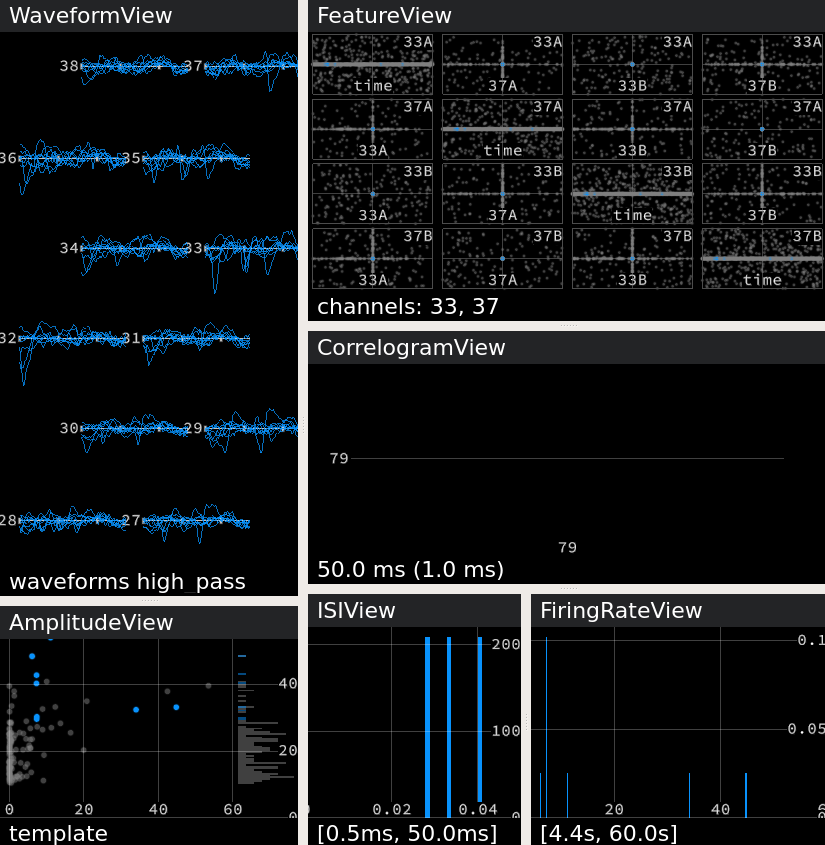 WaveformView
38 37
36 35
34 33
32 31
30 29
28 27
waveforms high_pass
FeatureView
33A 33A 33A 33A
time 37A 33B 37B
37A 37A 37A 37A
33A time 33B 37B
33B 33B 33B 33B
33A 37A time 37B
37B 37B 37B 37B
33A 37A 33B time
channels: 33, 37
CorrelogramView
79
79
50.0 ms (1.0 ms)
AmplitudeView
40
20
0 20 40 60 0
template
ISIView
200
100
0 0.02 0.04 0
[0.5ms, 50.0ms]
FiringRateView
0.1
0.05
20 40 6
[4.4s, 60.0s]